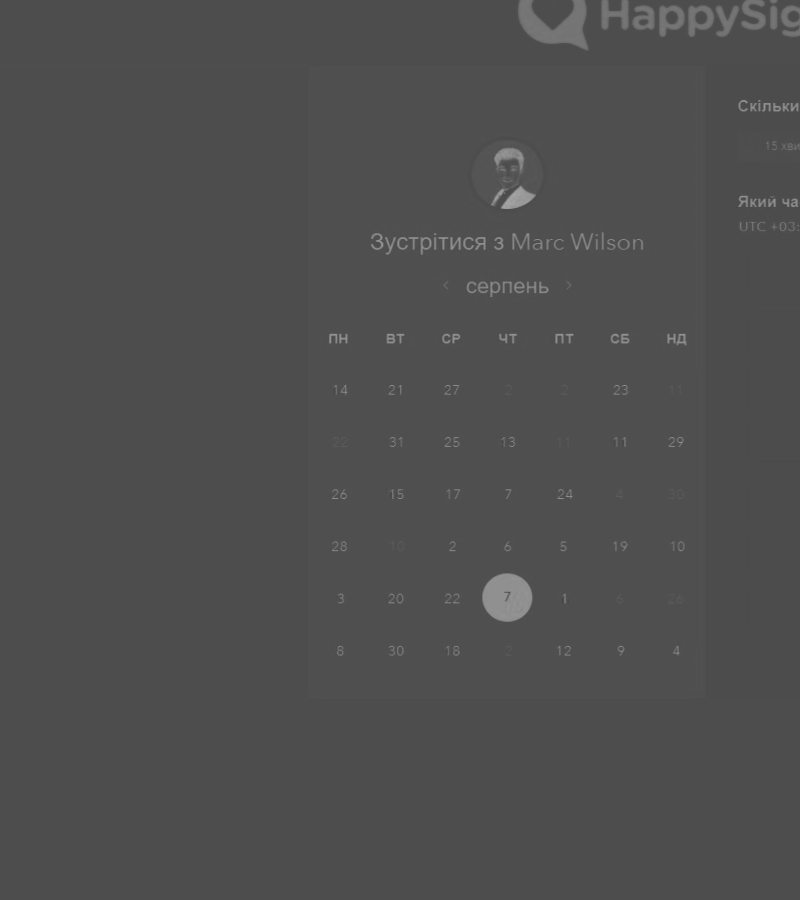 HappySig
Скільки
15 хви
Який ча
UTC +03:
Зустрітися з Marc Wilson
серпень
ПН ВТ СР ЧТ ПТ СБ НД
14 21 27 2 2 23 11
22 31 25 13 11 11 29
26 15 17 7 24 4 30
28 10 2 6 5 19 10
3 20 22 7 1 6 26
8 30 18 2 12 9 4